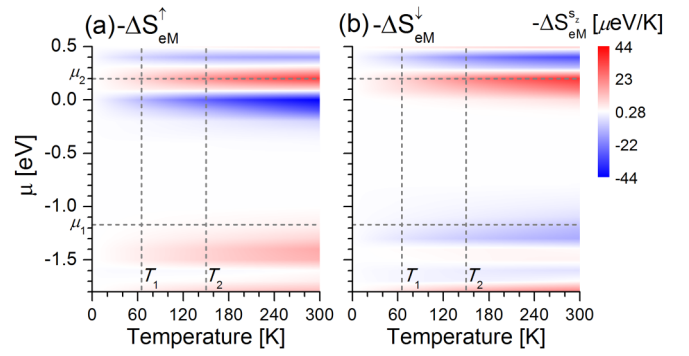 (a) -ΔS↑eM (b) -ΔS↓eM -ΔSszeM [μeV/K]
0.5
μ2
0.0
-0.5
-1.0
μ1
-1.5
μ [eV]
T1 T2 T1 T2
0 60 120 180 240 300 0 60 120 180 240 300
Temperature [K] Temperature [K]
44
23
0.28
-22
-44